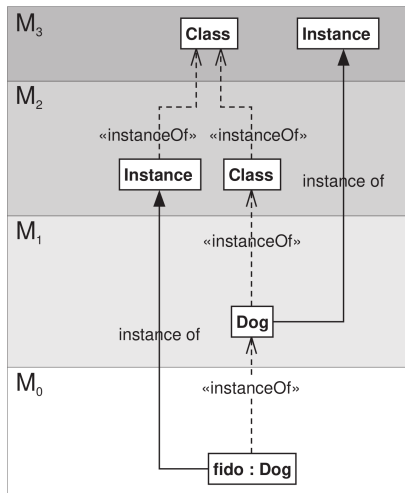 M3
Class
Instance
M2
«instanceOf» «instanceOf»
Instance
Class
instance of
M1
«instanceOf»
Dog
instance of
M0
«instanceOf»
fido : Dog